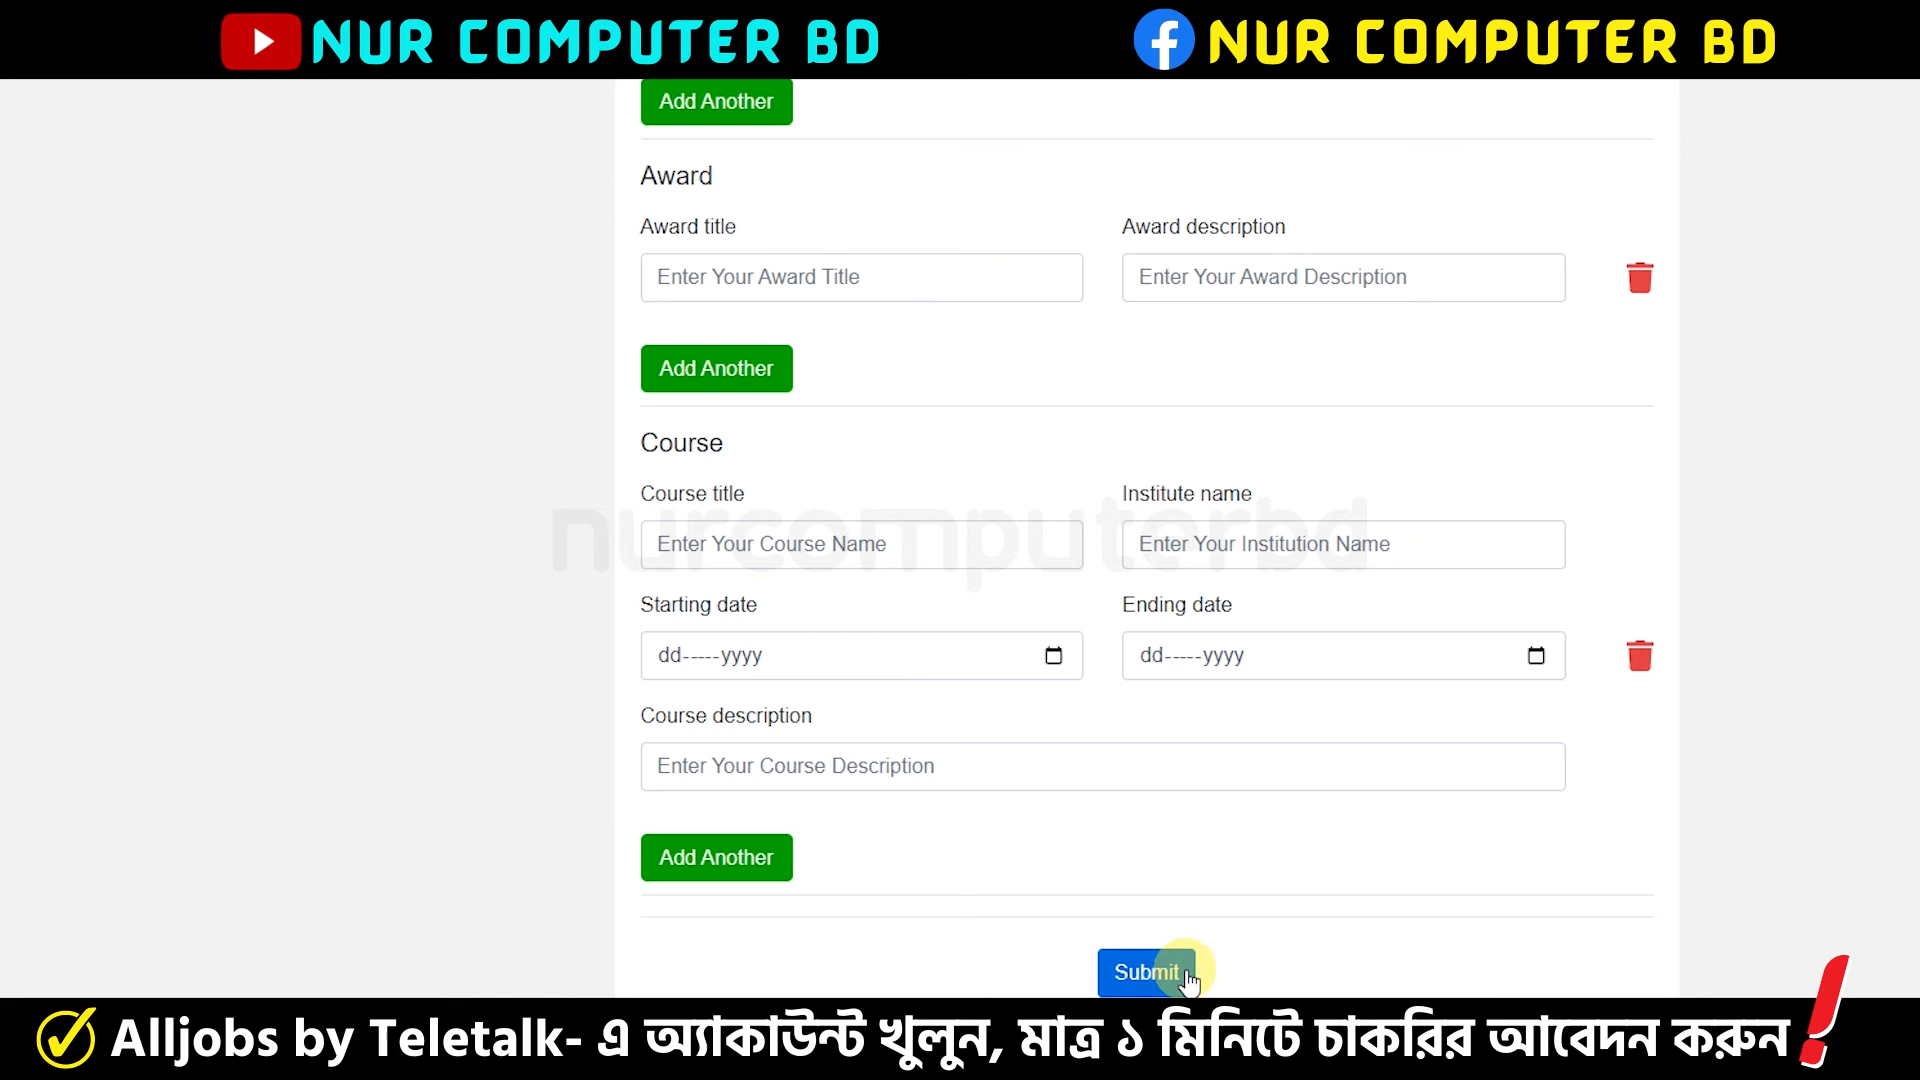 NUR COMPUTER BD
NUR COMPUTER BD
Add Another
Award
Award title
Award description
Enter Your Award Title
Enter Your Award Description
Add Another
Course
Course title
Institute name
nurcomputerbd
Enter Your Course Name
Enter Your Institution Name
Starting date
Ending date
dd-----yyyy
dd-----yyyy
Course description
Enter Your Course Description
Add Another
Submit
Alljobs by Teletalk- এ অ্যাকাউন্ট খুলুন, মাত্র ১ মিনিটে চাকরির আবেদন করুন!